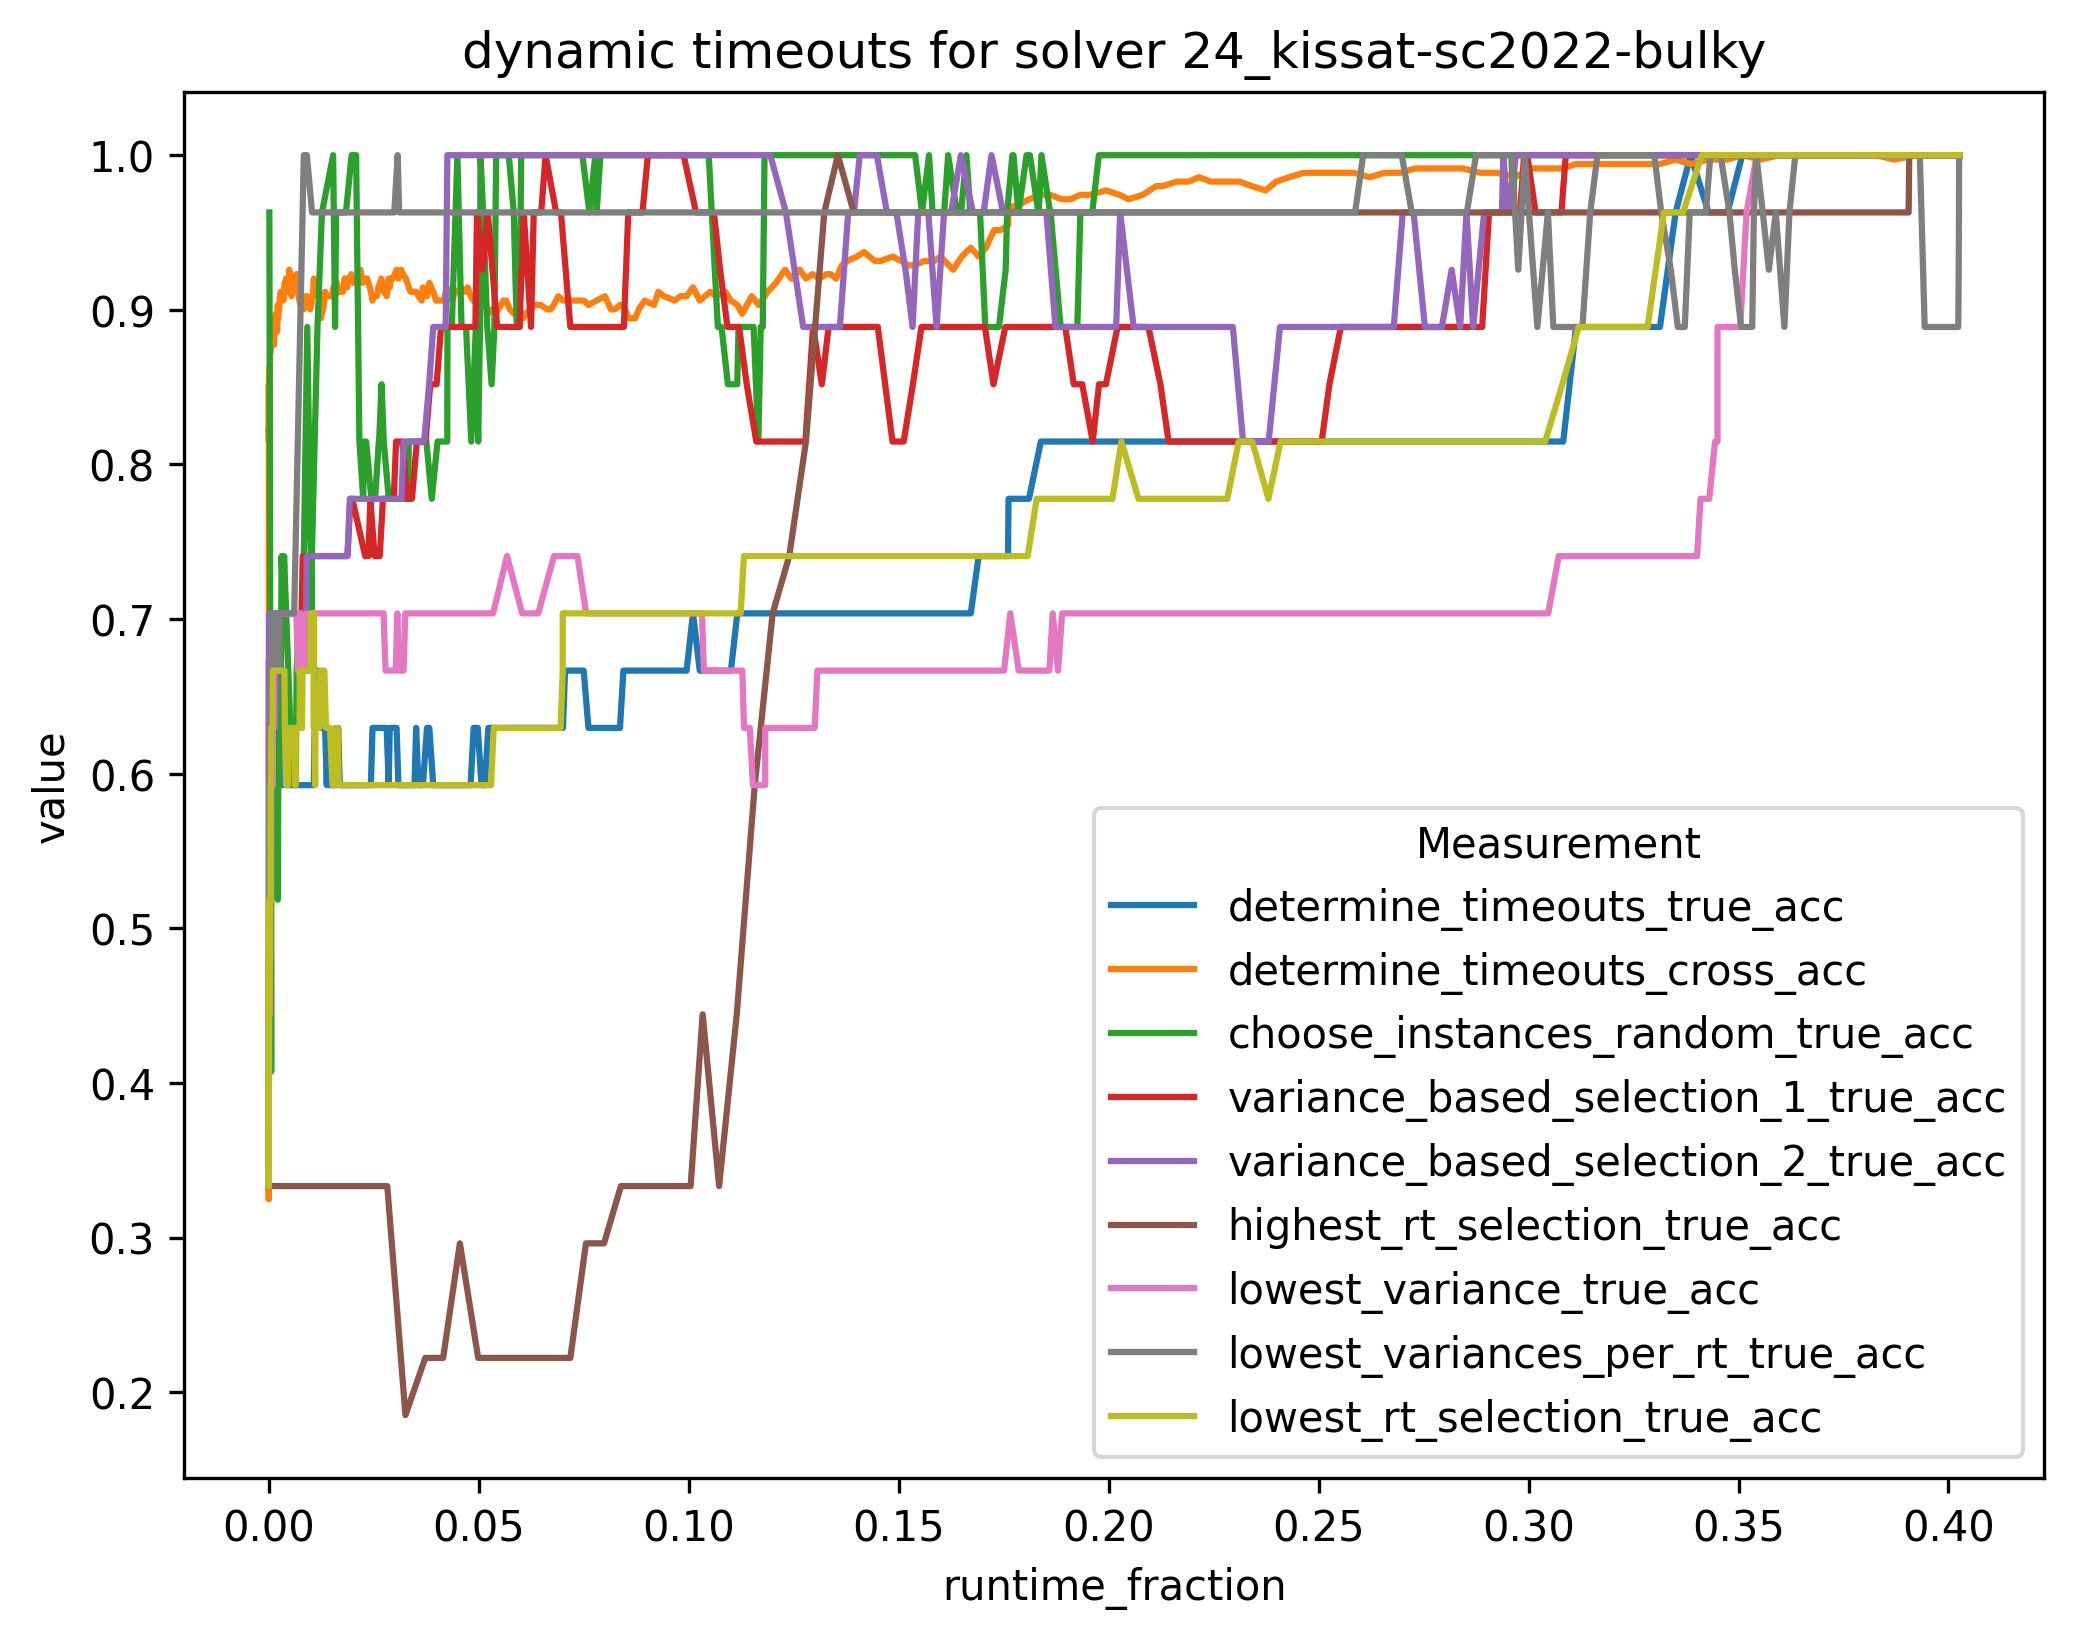 dynamic timeouts for solver 24_kissat-sc2022-bulky
value
1.0
0.9
0.8
0.7
0.6
0.5
0.4
0.3
0.2
Measurement
determine_timeouts_true_acc
determine_timeouts_cross_acc
choose_instances_random_true_acc
variance_based_selection_1_true_acc
variance_based_selection_2_true_acc
highest_rt_selection_true_acc
lowest_variance_true_acc
lowest_variances_per_rt_true_acc
lowest_rt_selection_true_acc
0.00 0.05 0.10 0.15 0.20 0.25 0.30 0.35 0.40
runtime_fraction